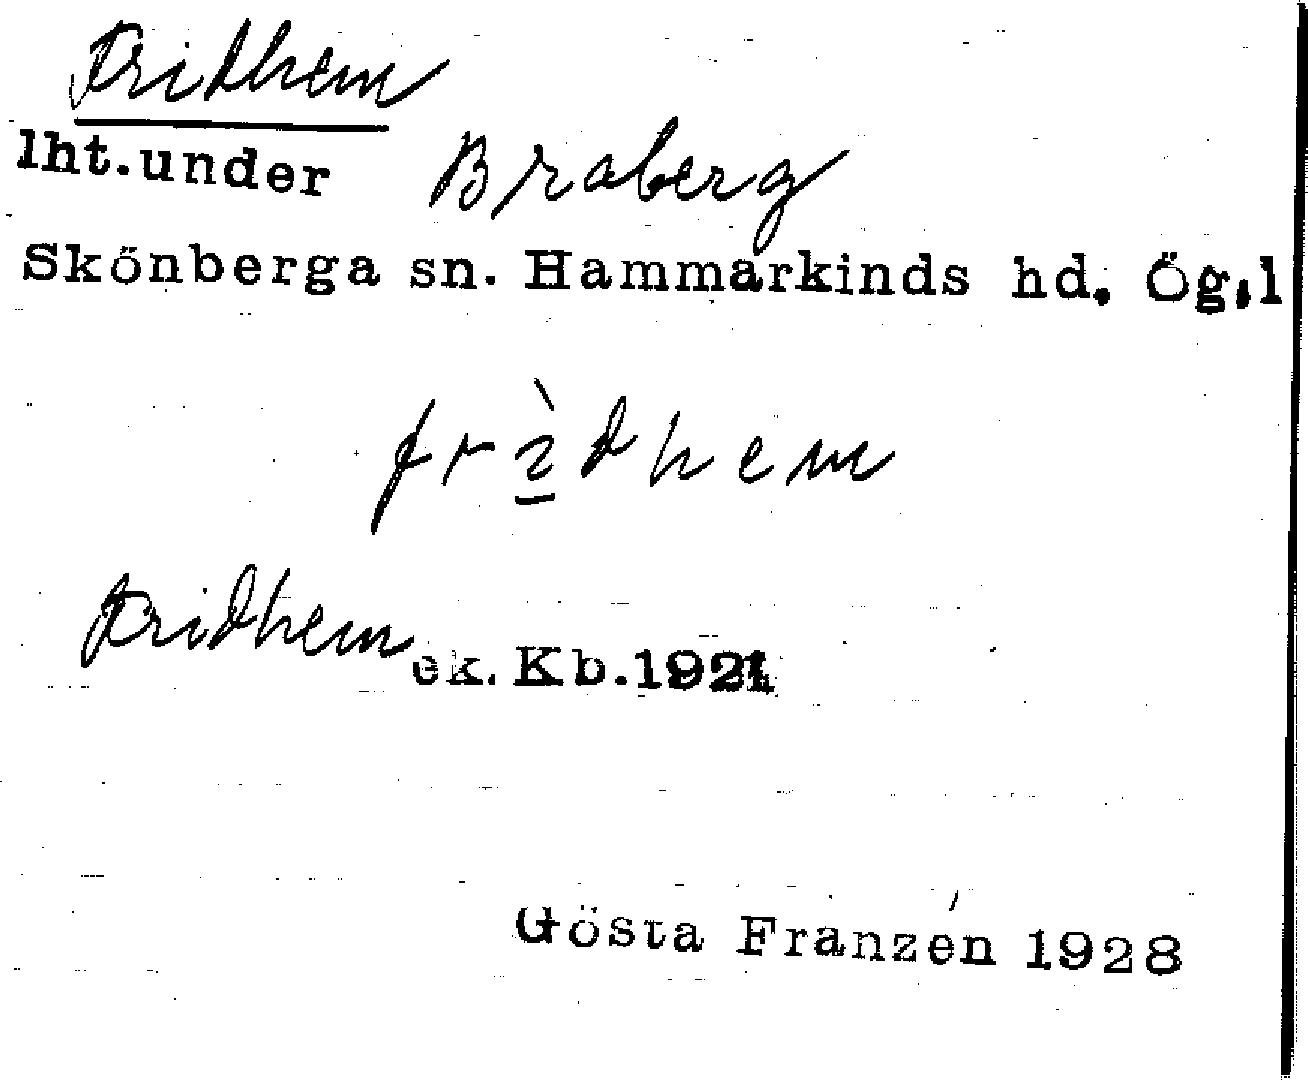 Fridhem
lht.under Braberg
Skönberga sn. Hammarkinds hd. Ög.l
frìdhem
Fridhem ek. Kb.1921
Gösta Franzén 1928